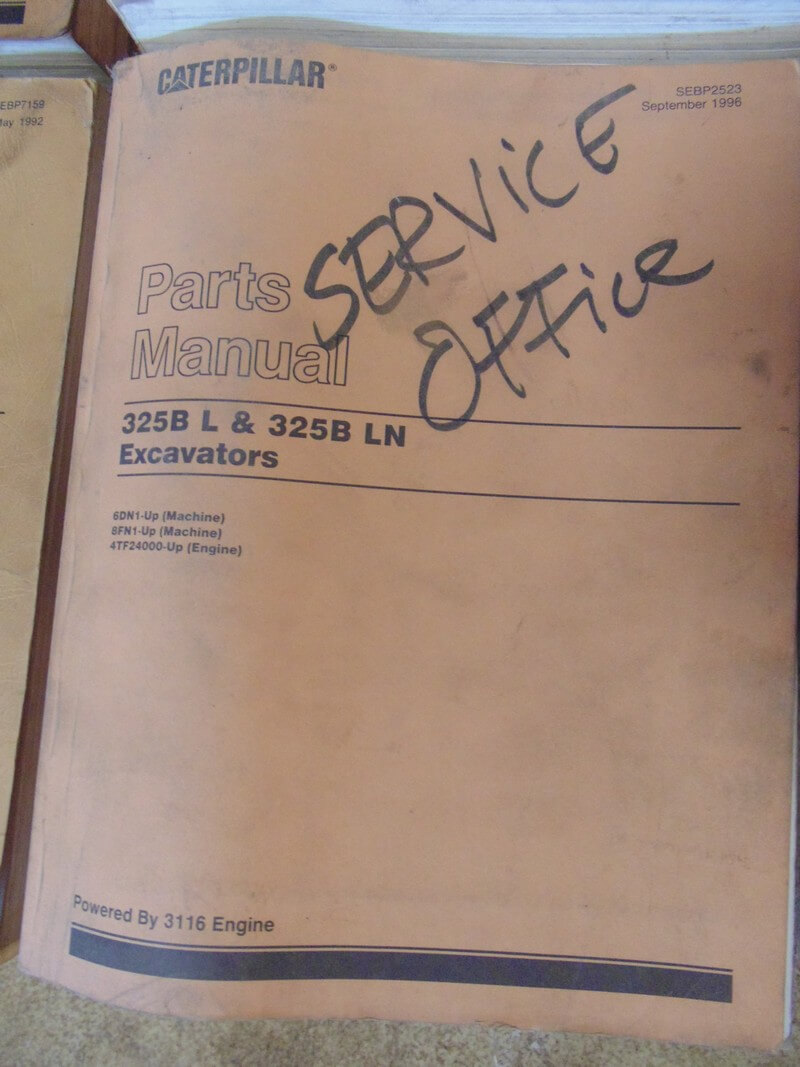 CATERPILLAR®
SEBP2523
September 1996
SERViCE
OFFice
Parts
Manual
325B L & 325B LN
Excavators
6DN1-Up (Machine)
8FN1-Up (Machine)
4TF24000-Up (Engine)
Powered By 3116 Engine
EBP7159
May 1992